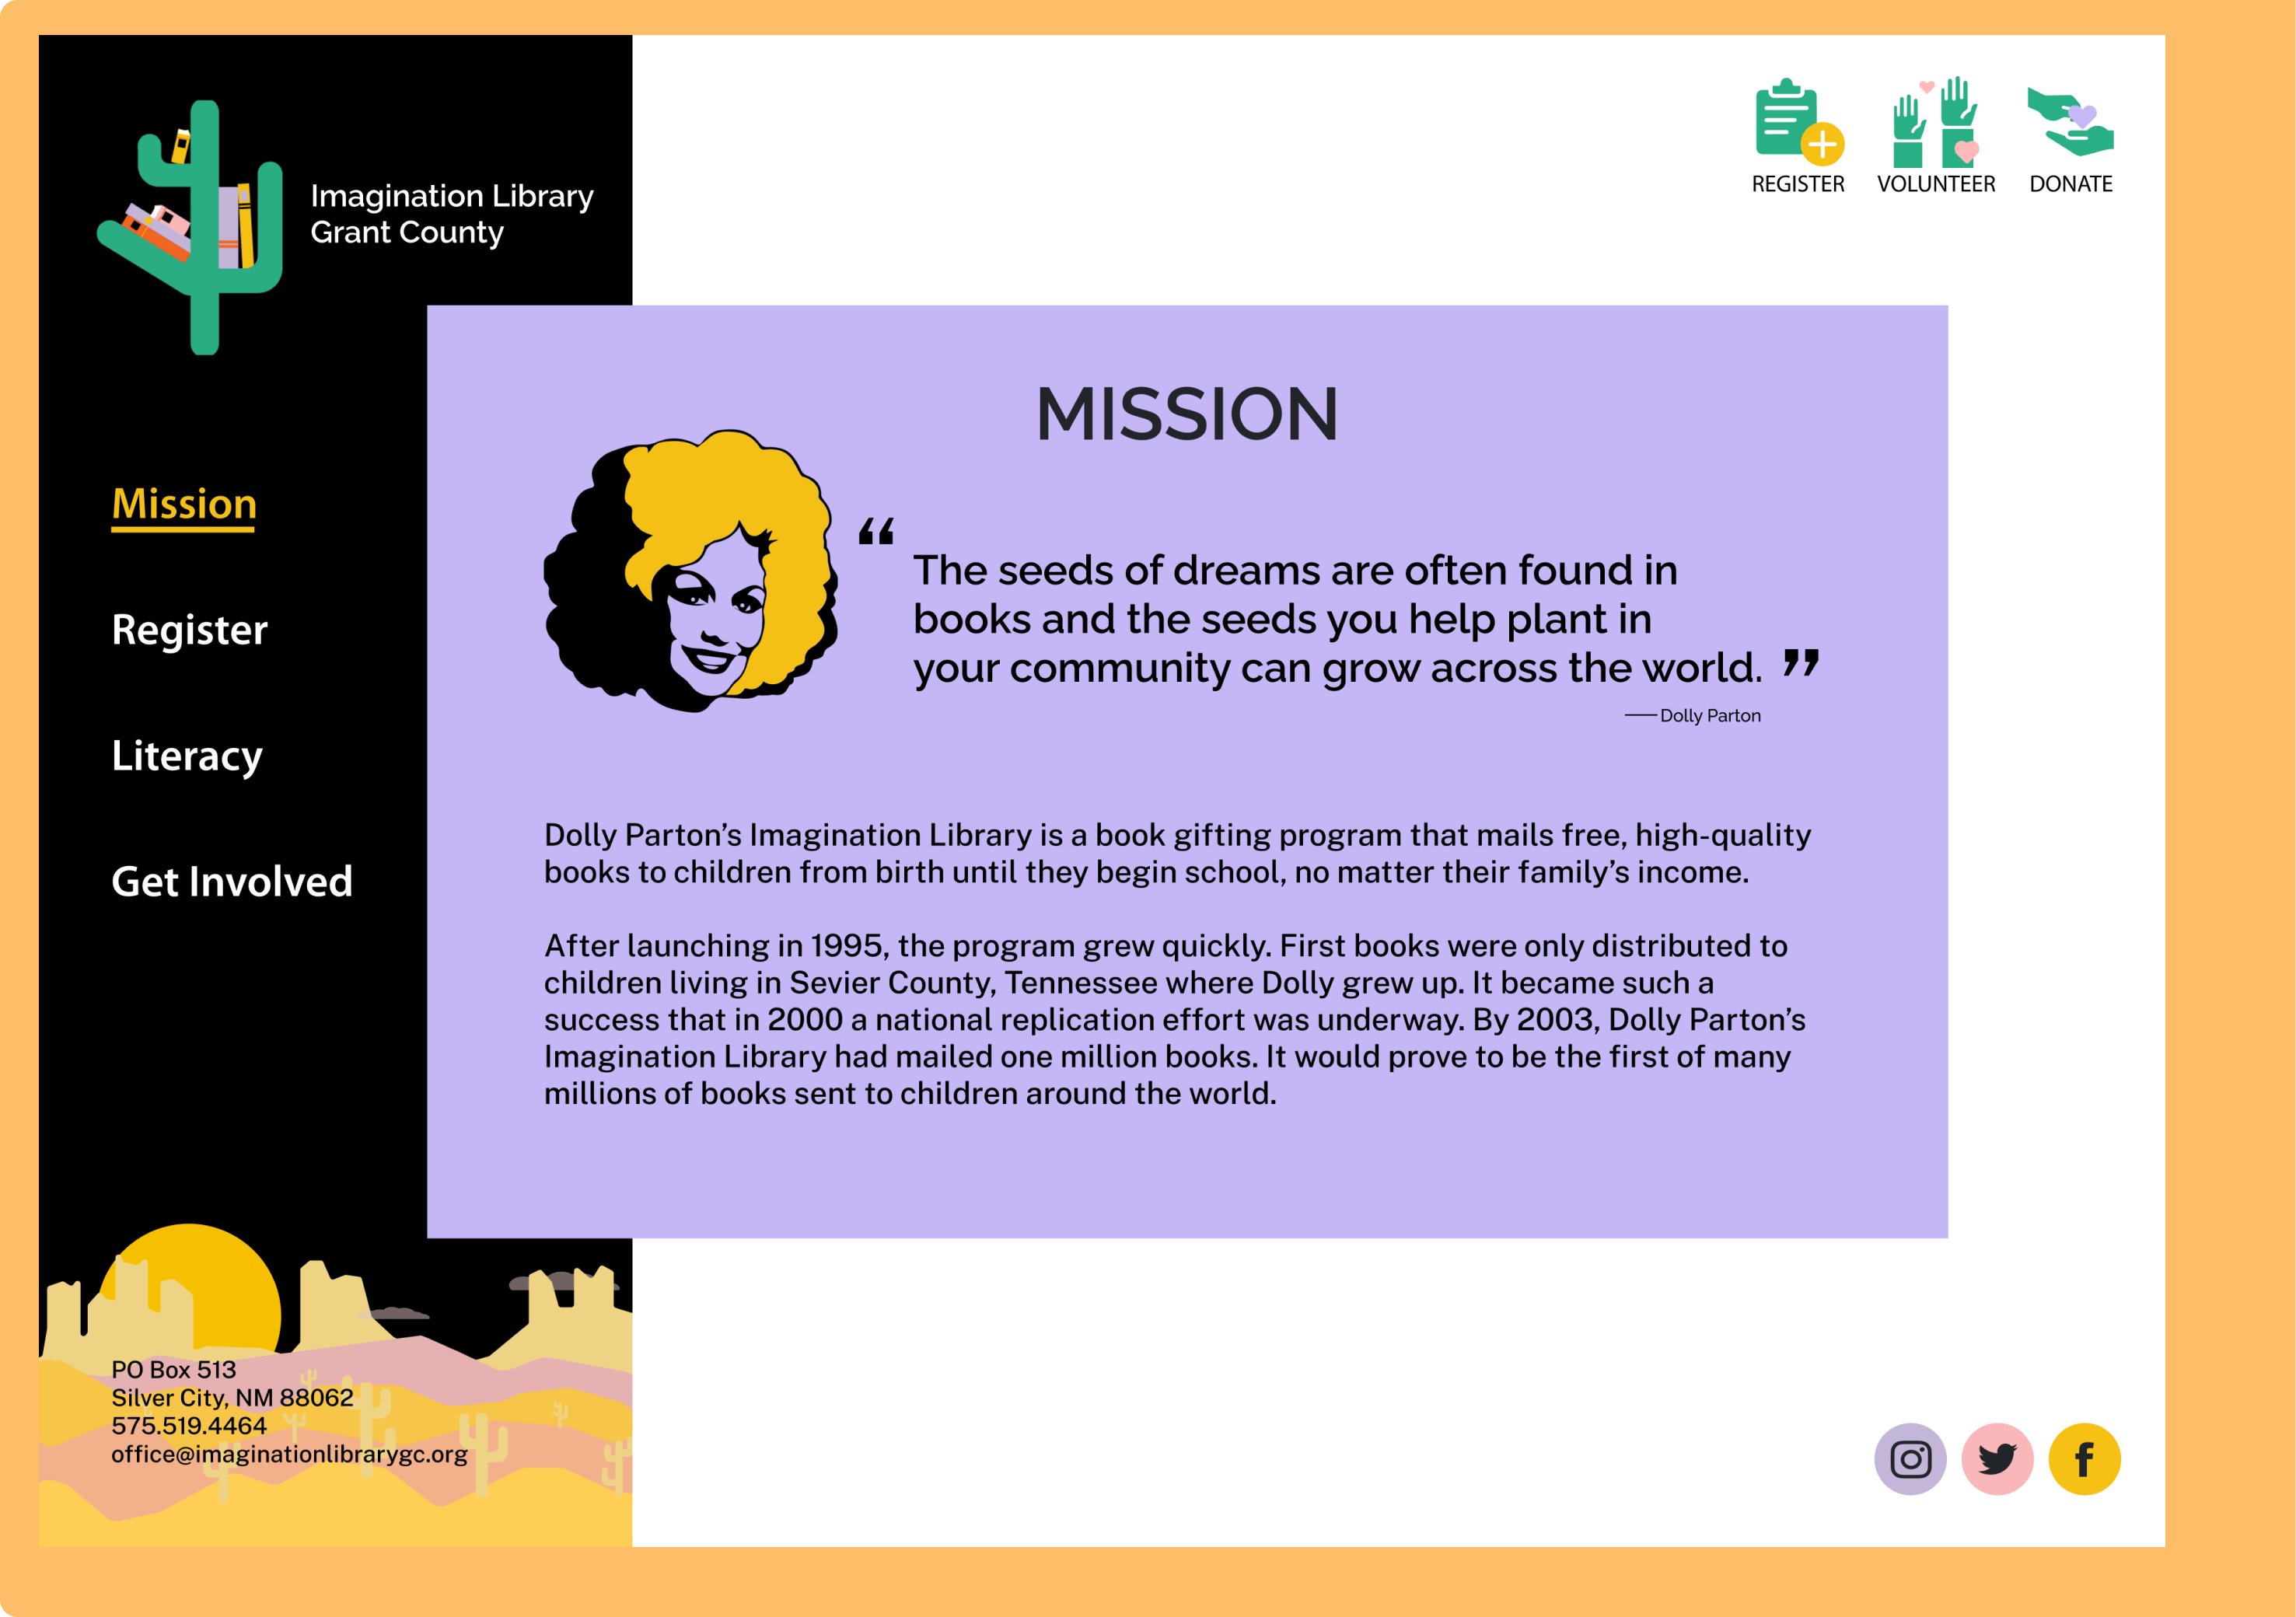 Imagination Library
Grant County
REGISTER
VOLUNTEER
DONATE
Mission
Register
Literacy
Get Involved
MISSION
“ The seeds of dreams are often found in
books and the seeds you help plant in
your community can grow across the world. ”
— Dolly Parton
Dolly Parton’s Imagination Library is a book gifting program that mails free, high-quality
books to children from birth until they begin school, no matter their family’s income.
After launching in 1995, the program grew quickly. First books were only distributed to
children living in Sevier County, Tennessee where Dolly grew up. It became such a
success that in 2000 a national replication effort was underway. By 2003, Dolly Parton’s
Imagination Library had mailed one million books. It would prove to be the first of many
millions of books sent to children around the world.
PO Box 513
Silver City, NM 88062
575.519.4464
office@imaginationlibrarygc.org